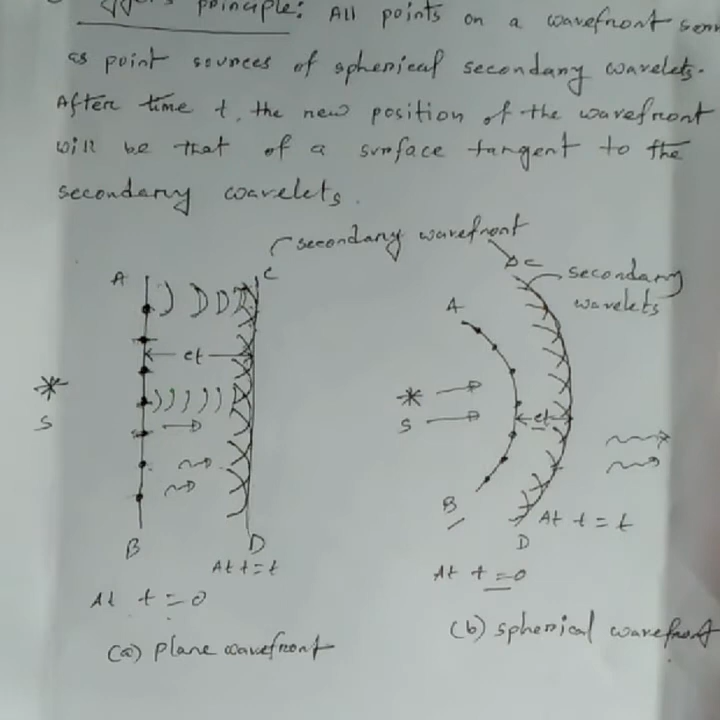 principle: All points on a wavefront
as point sources of spherical secondary wavelets.
After time t, the new position of the wavefront
will be that of a surface tangent to the
secondary wavelets.
secondary wavefront
A
C
ct
S
B
D
At t = 0
At t = t
(a) plane wavefront
C
secondary
wavelets
A
S
ct
B
D
At t = t
At t = 0
(b) spherical wavefront